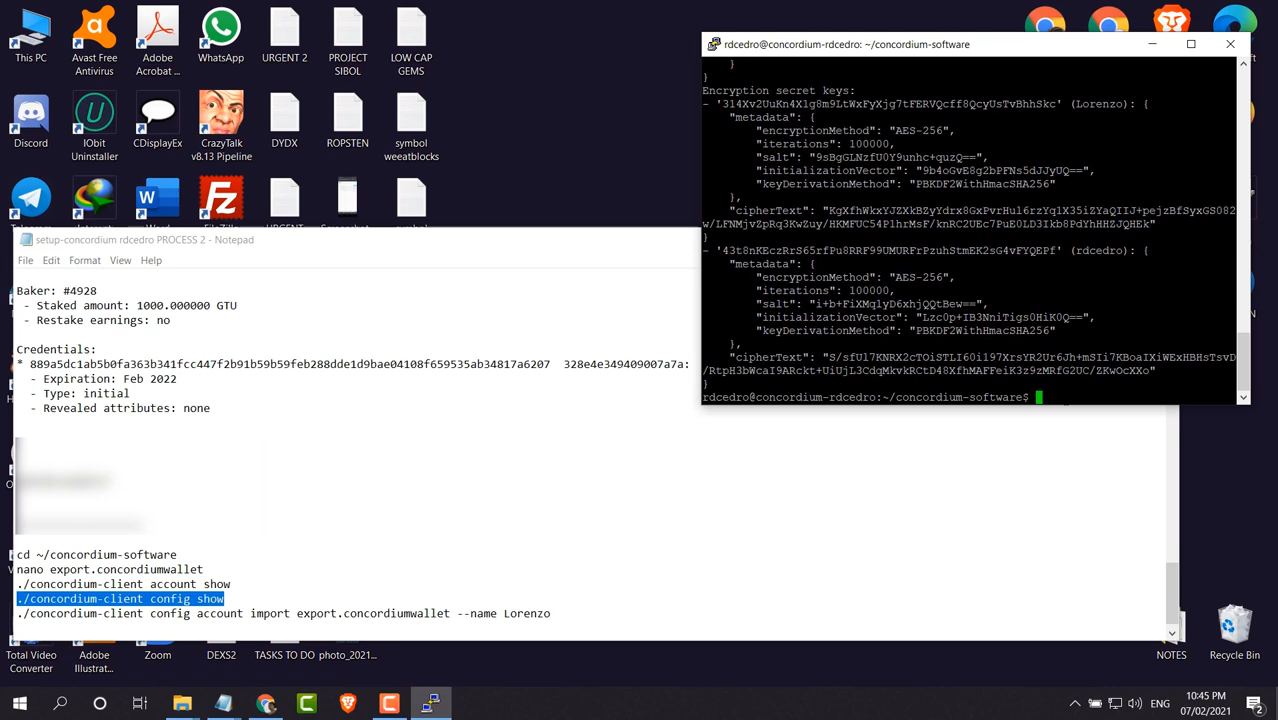 This PC
Avast Free
Antivirus
Adobe
Acrobat ...
WhatsApp
URGENT 2
PROJECT
SIBOL
LOW CAP
GEMS
Discord
IObit
Uninstaller
CDisplayEx
CrazyTalk
v8.13 Pipeline
DYDX
ROPSTEN
symbol
weeatblocks
rdcedro@concordium-rdcedro: ~/concordium-software
}
}
Encryption secret keys:
- '314Xv2UuKn4X1g8m9LtWxFyXjg7tFERVQcff8QcyUsTvBhhSkc' (Lorenzo): {
"metadata": {
"encryptionMethod": "AES-256",
"iterations": 100000,
"salt": "9sBgGLNzfU0Y9unhc+quzQ==",
"initializationVector": "9b4oGvE8g2bPFNs5dJJyUQ==",
"keyDerivationMethod": "PBKDF2WithHmacSHA256"
},
"cipherText": "KgXfhWkxYJZXkBZyYdrx8GxPvrHul6rzYq1X35iZYaQIIJ+pejzBfSyxGS082
w/LFNMjvZpRq3KwZuy/HKMFUC54P1hrMsF/knRC2UEc7PuE0LD3Ikb8PdYhHHZJQHEk"
}
- '43t8nKEczRrS65rfPu8RRF99UMURFrPzuhStmEK2sG4vFYQEPf' (rdcedro): {
"metadata": {
"encryptionMethod": "AES-256",
"iterations": 100000,
"salt": "i+b+FiXMqlyD6xhjQQtBew==",
"initializationVector": "Lzc0p+IB3NniTigs0HiK0Q==",
"keyDerivationMethod": "PBKDF2WithHmacSHA256"
},
"cipherText": "S/sfUl7KNRX2cTOiSTLI60i197XrsYR2Ur6Jh+mSIi7KBoaIXiWExHBHsTsvD
/RtpH3bWcaI9ARckt+UiUjL3CdqMkvkRCtD48XfhMAFFeiK3z9zMRfG2UC/ZKwOcXXo"
}
rdcedro@concordium-rdcedro:~/concordium-software$
setup-concordium rdcedro PROCESS 2 - Notepad
File Edit Format View Help
Baker: #4928
- Staked amount: 1000.000000 GTU
- Restake earnings: no
Credentials:
* 889a5dc1ab5b0fa363b341fcc447f2b91b59b59feb288dde1d9bae04108f659535ab34817a6207 328e4e349409007a7a:
- Expiration: Feb 2022
- Type: initial
- Revealed attributes: none
cd ~/concordium-software
nano export.concordiumwallet
./concordium-client account show
./concordium-client config show
./concordium-client config account import export.concordiumwallet --name Lorenzo
Total Video
Converter
Adobe
Illustrat...
Zoom
DEXS2
TASKS TO DO
photo_2021...
NOTES
Recycle Bin
ENG
10:45 PM
07/02/2021
2